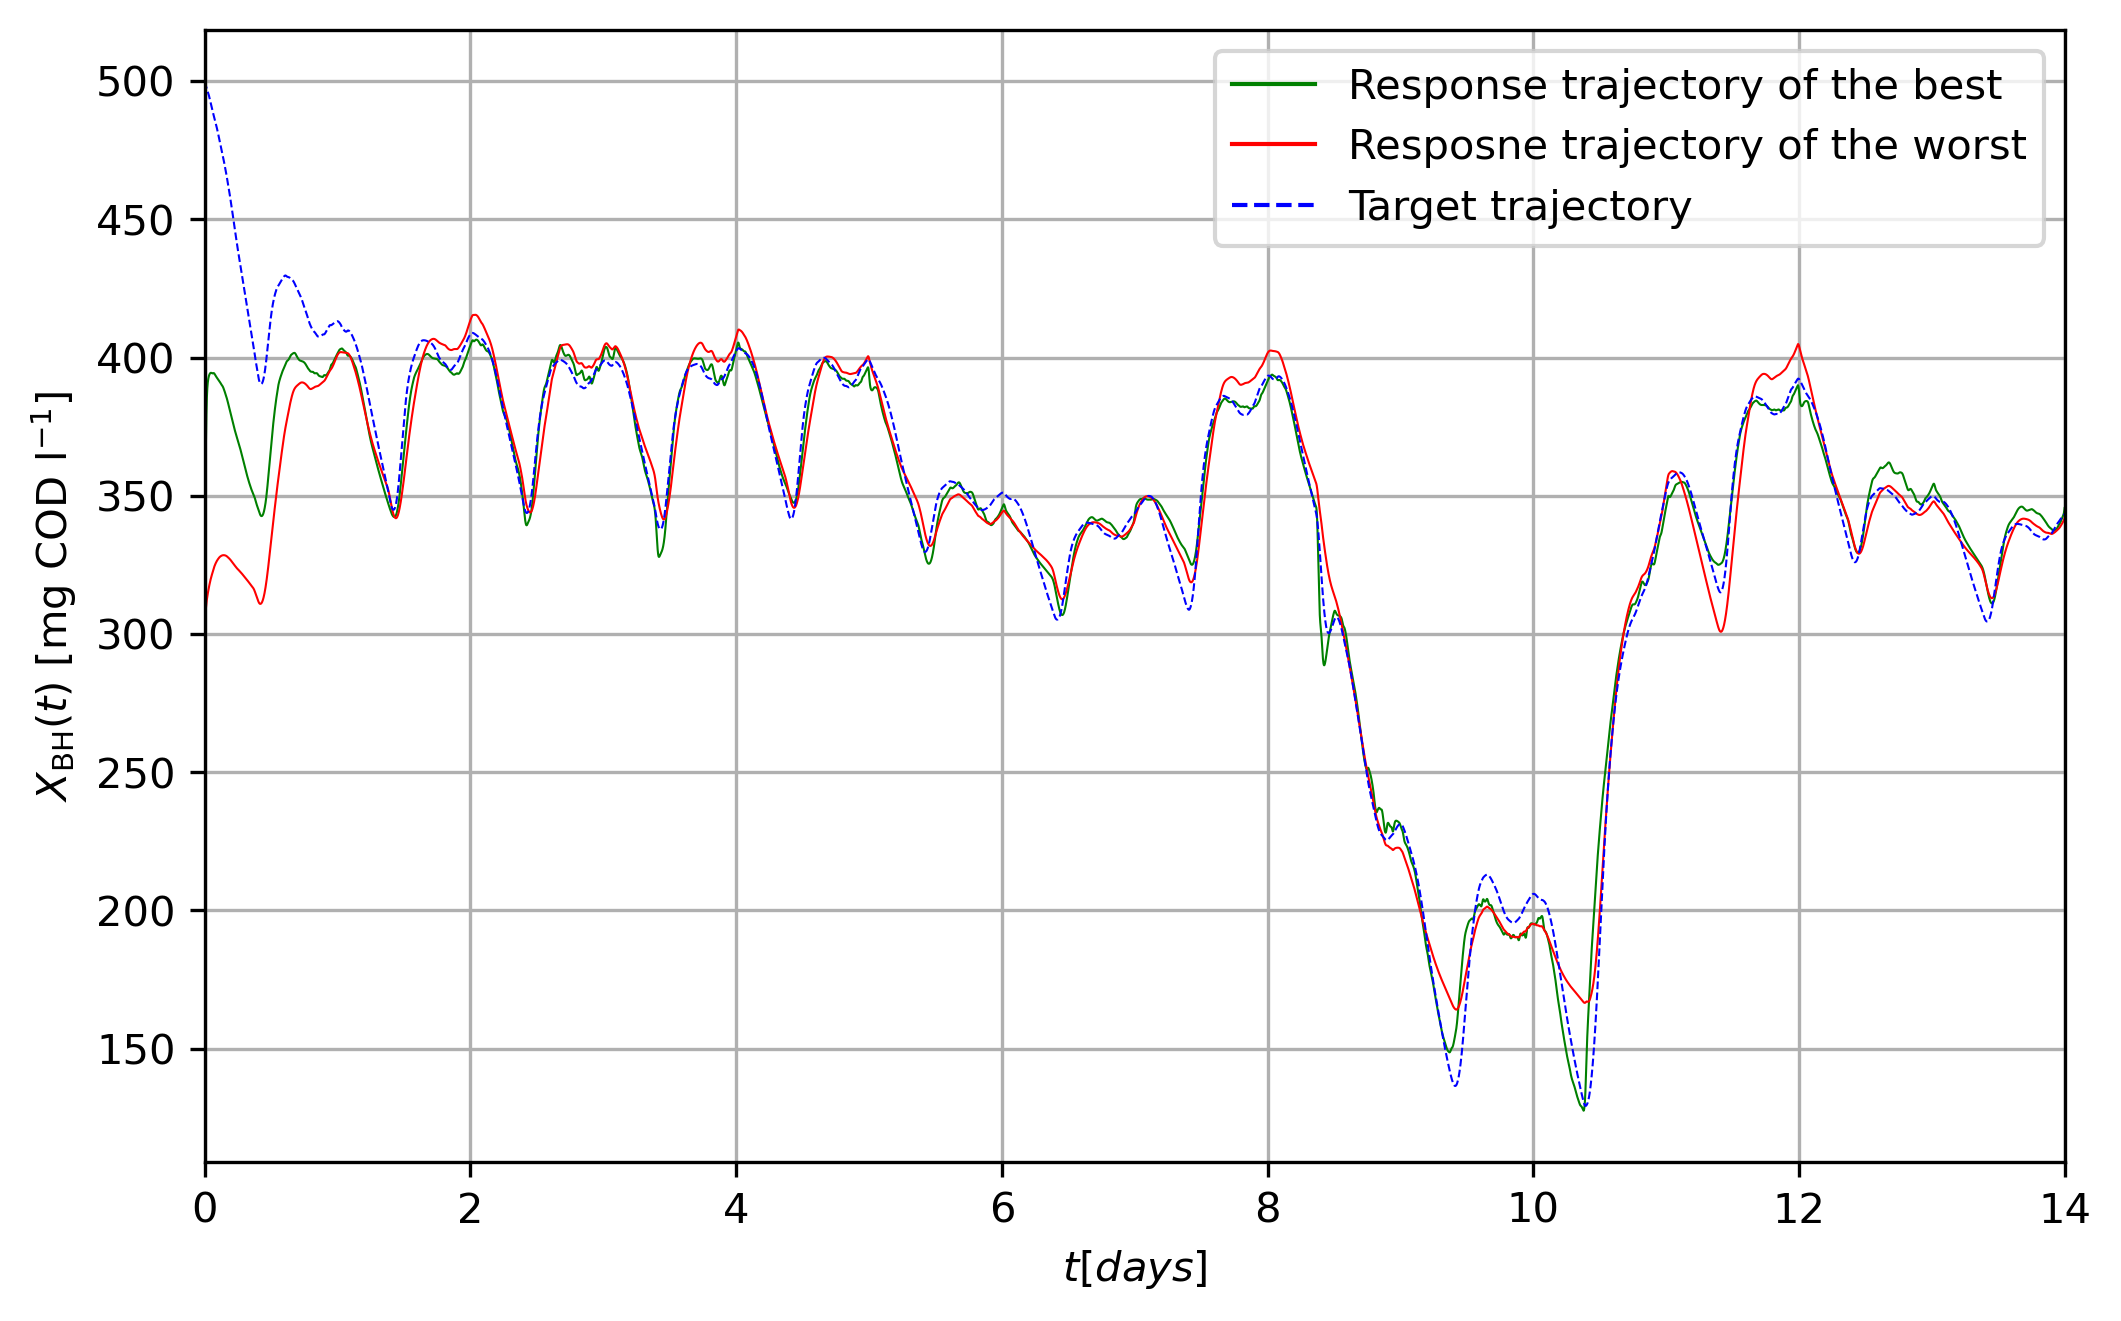 500
450
400
350
300
250
200
150
X_BH(t) [mg COD l⁻¹]
Response trajectory of the best
Resposne trajectory of the worst
Target trajectory
0 2 4 6 8 10 12 14
t[days]